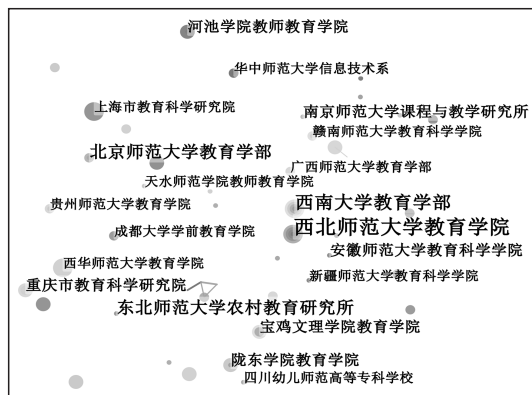 河池学院教师教育学院
华中师范大学信息技术系
上海市教育科学研究院
南京师范大学课程与教学研究所
赣南师范大学教育科学学院
北京师范大学教育学部
广西师范大学教育学部
天水师范学院教师教育学院
贵州师范大学教育学院
西南大学教育学部
西北师范大学教育学院
成都大学学前教育学院
安徽师范大学教育科学学院
西华师范大学教育学院
新疆师范大学教育科学学院
重庆市教育科学研究院
东北师范大学农村教育研究所
宝鸡文理学院教育学院
陇东学院教育学院
四川幼儿师范高等专科学校